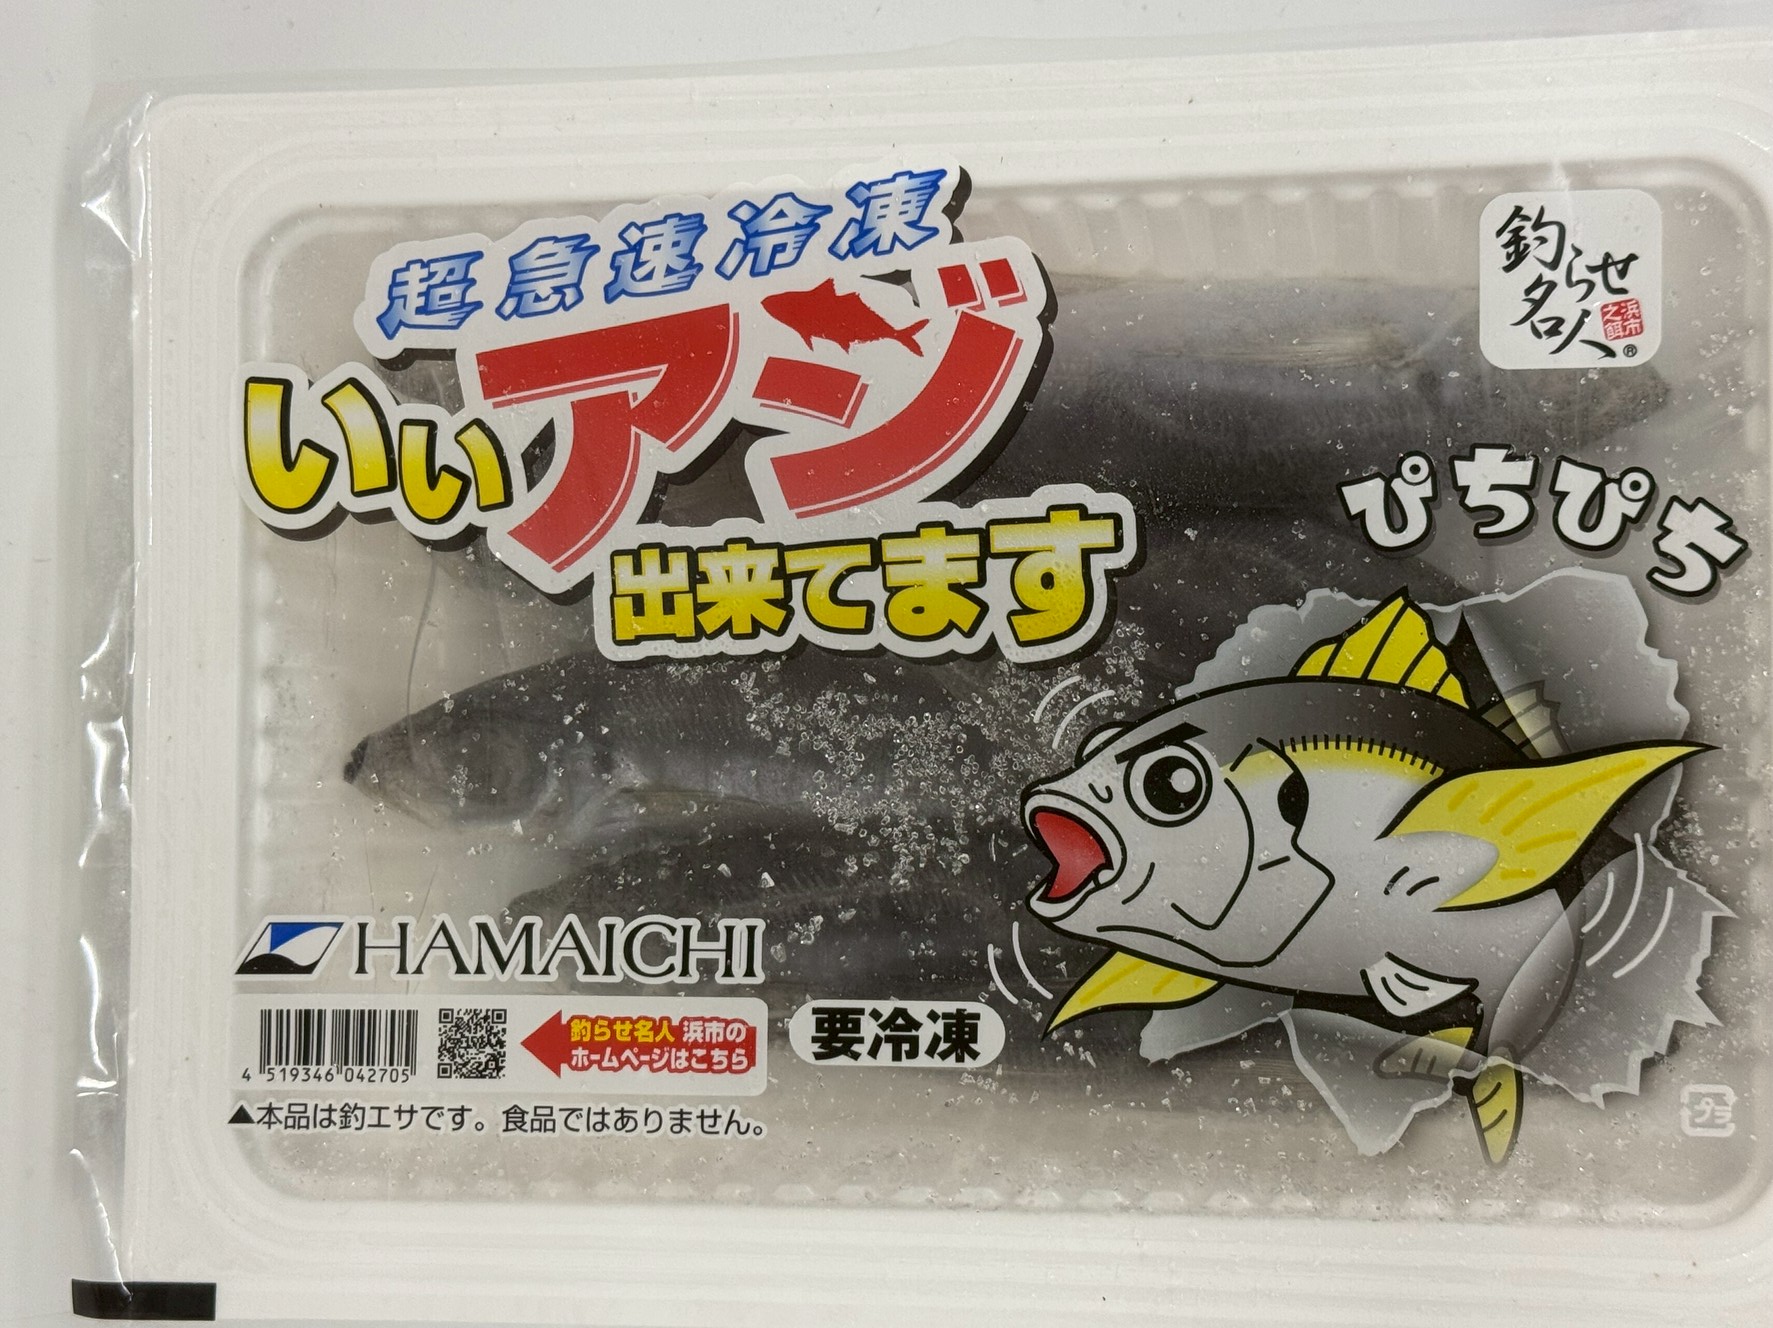 超急速冷凍
いぃアジ
出来てます
釣らせ
名人
浜市
之餌
®
ぴちぴち
HAMAICHI
4 519346 042705
釣らせ名人 浜市の
ホームページはこちら
要冷凍
▲本品は釣エサです。食品ではありません。
プラ